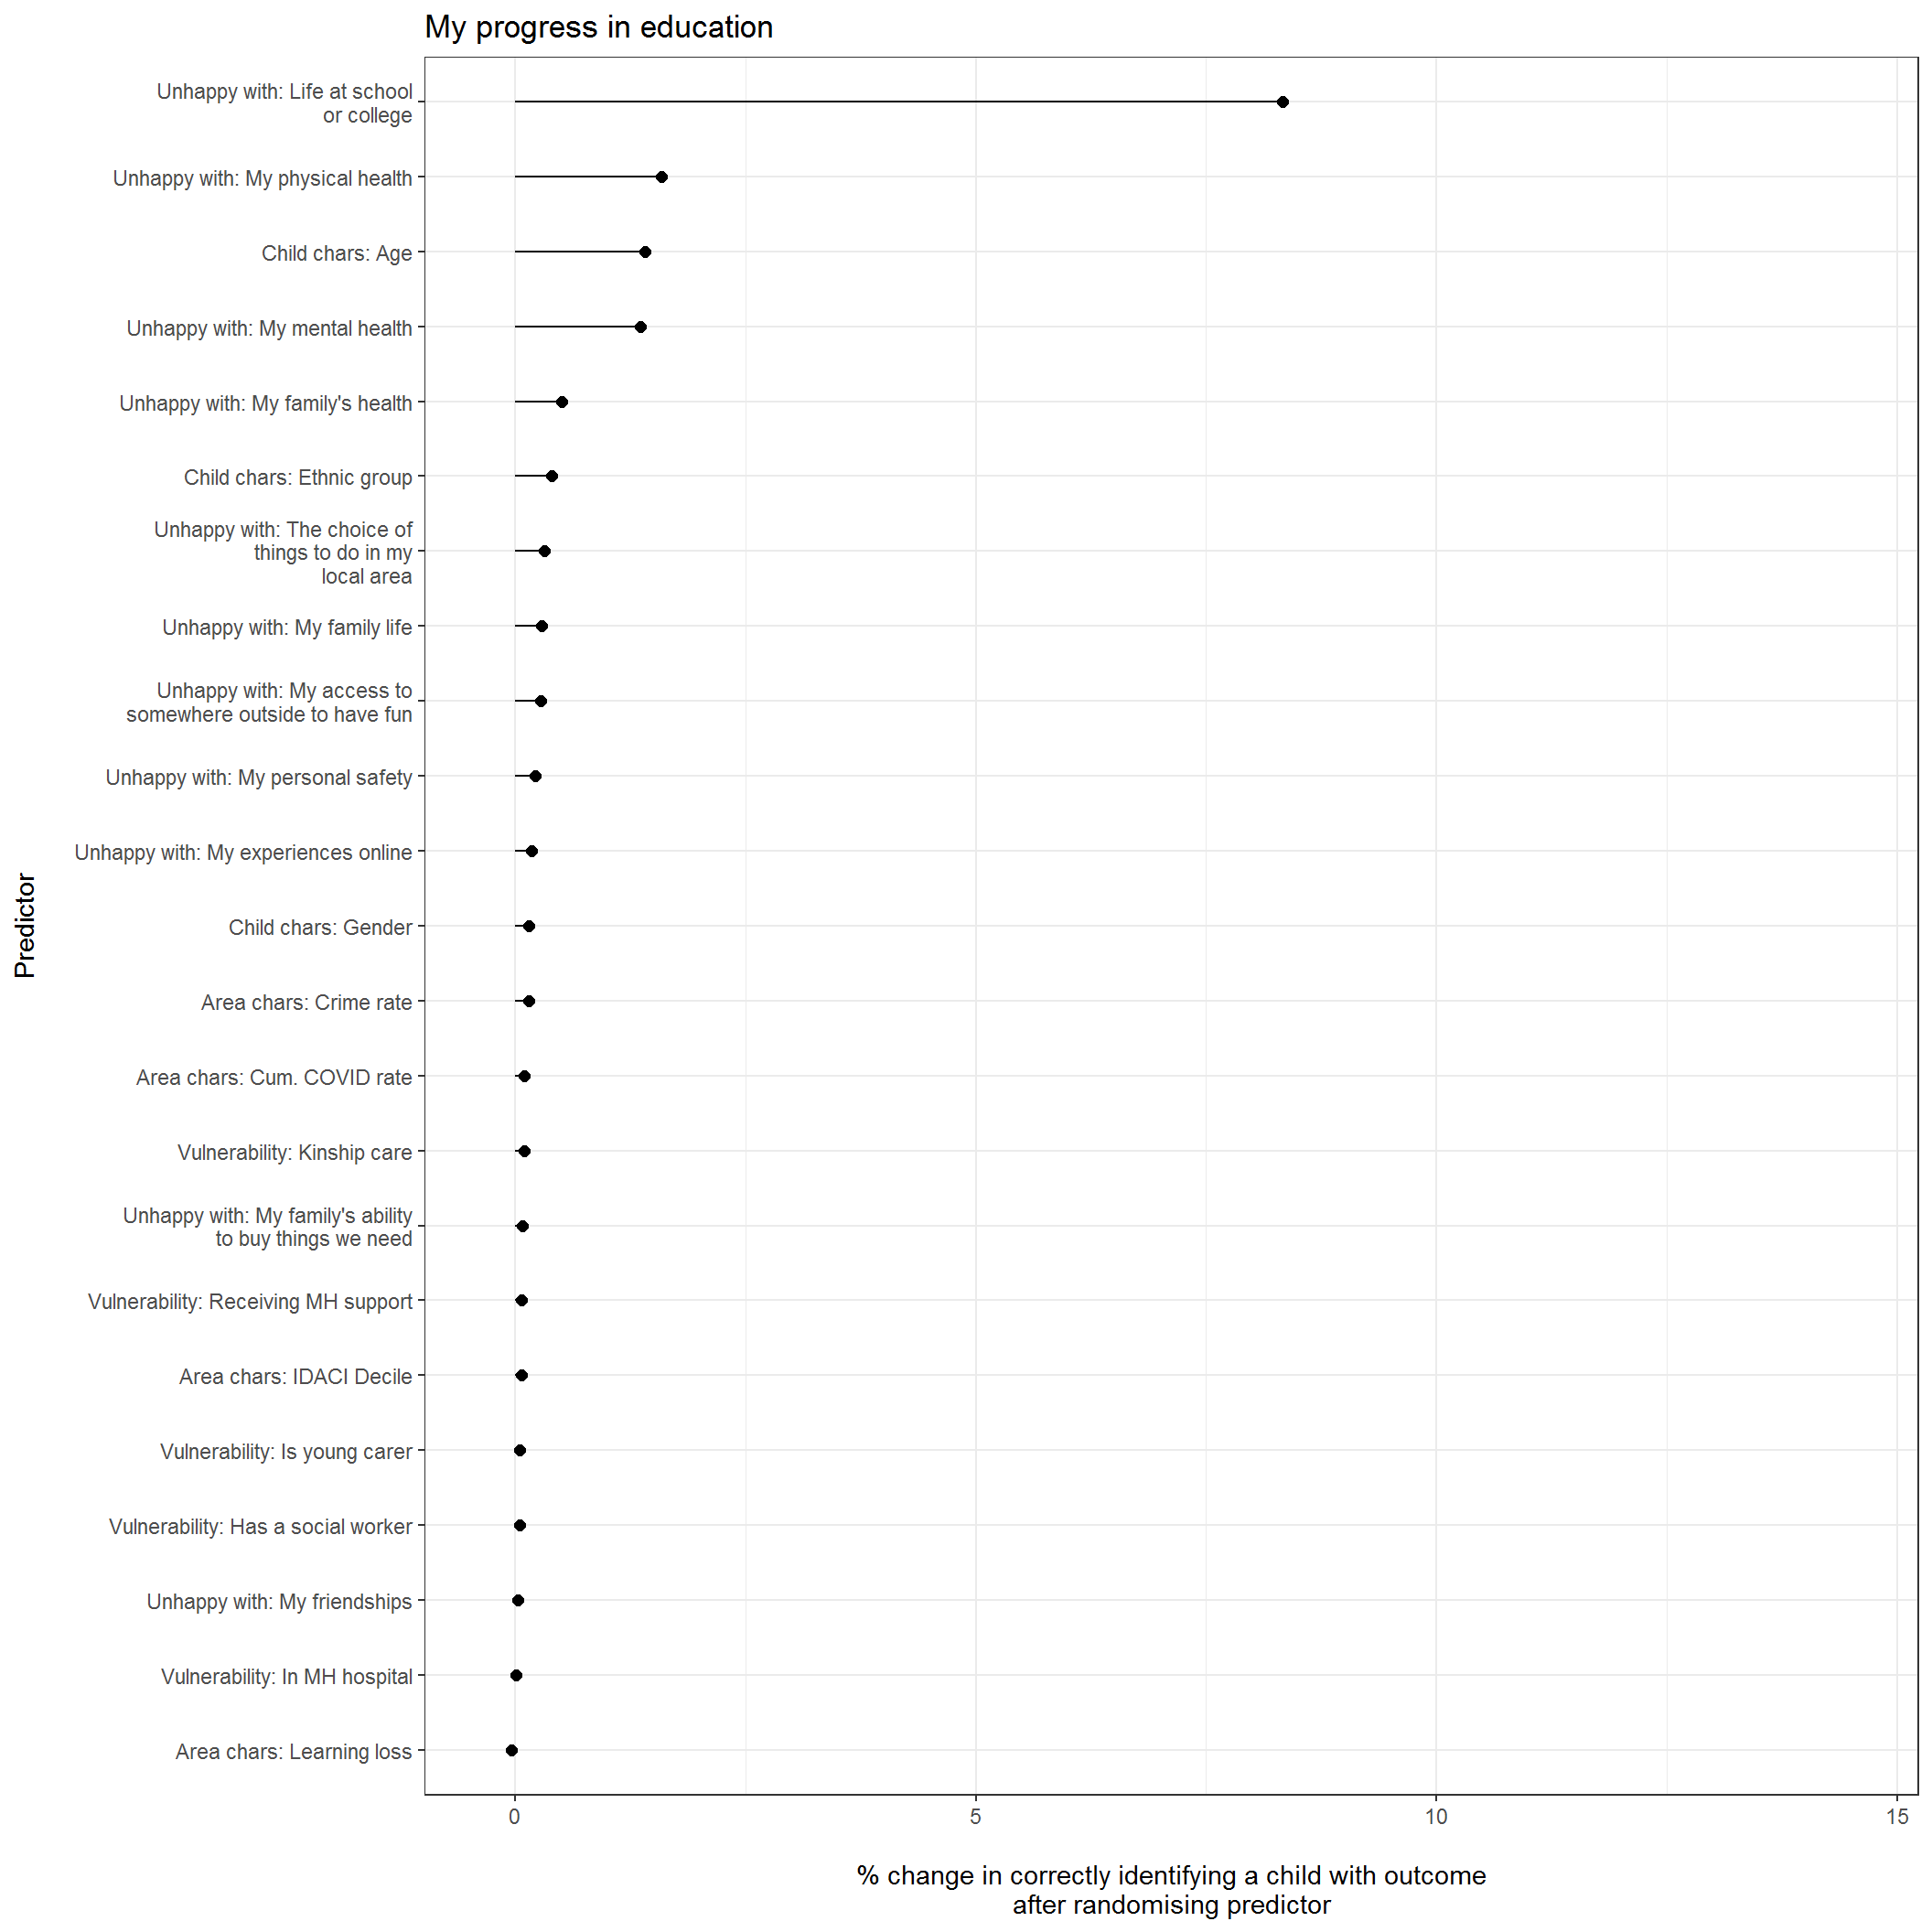 My progress in education
Unhappy with: Life at school
or college
Unhappy with: My physical health
Child chars: Age
Unhappy with: My mental health
Unhappy with: My family's health
Child chars: Ethnic group
Unhappy with: The choice of
things to do in my
local area
Unhappy with: My family life
Unhappy with: My access to
somewhere outside to have fun
Unhappy with: My personal safety
Unhappy with: My experiences online
Child chars: Gender
Area chars: Crime rate
Area chars: Cum. COVID rate
Vulnerability: Kinship care
Unhappy with: My family's ability
to buy things we need
Vulnerability: Receiving MH support
Area chars: IDACI Decile
Vulnerability: Is young carer
Vulnerability: Has a social worker
Unhappy with: My friendships
Vulnerability: In MH hospital
Area chars: Learning loss
Predictor
0 5 10 15
% change in correctly identifying a child with outcome
after randomising predictor